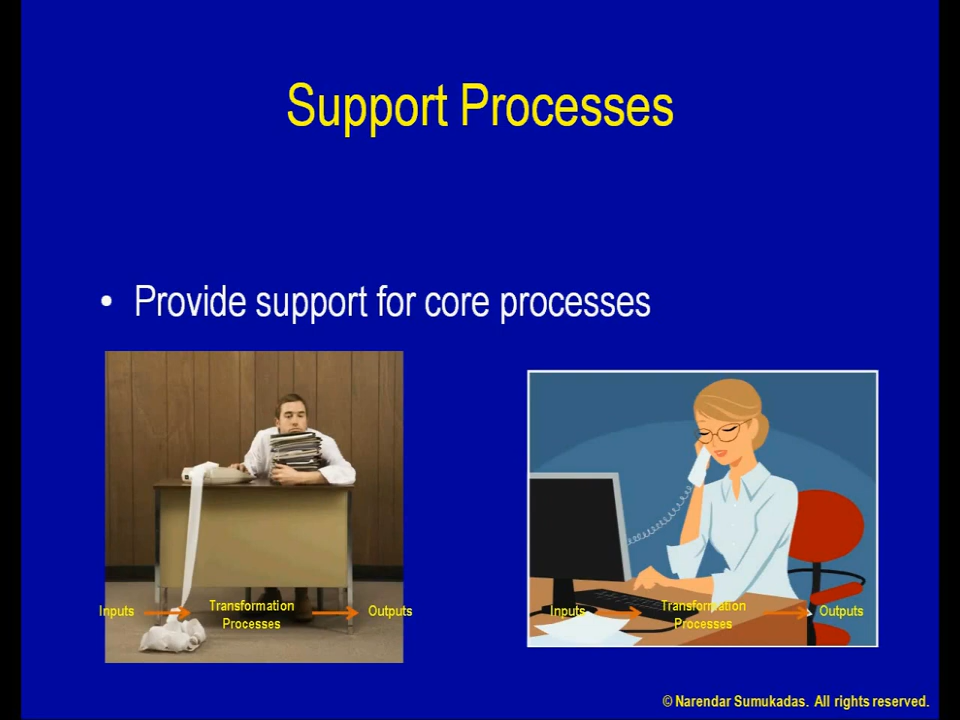 Support Processes
• Provide support for core processes
Inputs
Transformation
Processes
Outputs
Inputs
Transformation
Processes
Outputs
© Narendar Sumukadas. All rights reserved.